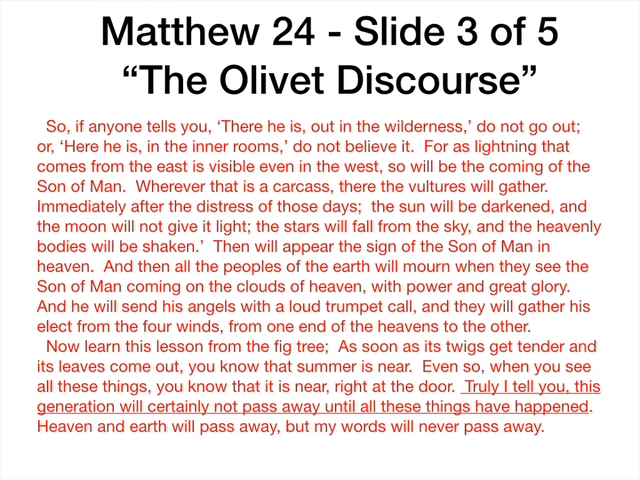 Matthew 24 - Slide 3 of 5
“The Olivet Discourse”
So, if anyone tells you, ‘There he is, out in the wilderness,’ do not go out;
or, ‘Here he is, in the inner rooms,’ do not believe it.  For as lightning that
comes from the east is visible even in the west, so will be the coming of the
Son of Man.  Wherever that is a carcass, there the vultures will gather.
Immediately after the distress of those days;  the sun will be darkened, and
the moon will not give it light; the stars will fall from the sky, and the heavenly
bodies will be shaken.’  Then will appear the sign of the Son of Man in
heaven.  And then all the peoples of the earth will mourn when they see the
Son of Man coming on the clouds of heaven, with power and great glory.
And he will send his angels with a loud trumpet call, and they will gather his
elect from the four winds, from one end of the heavens to the other.
Now learn this lesson from the fig tree;  As soon as its twigs get tender and
its leaves come out, you know that summer is near.  Even so, when you see
all these things, you know that it is near, right at the door.  Truly I tell you, this
generation will certainly not pass away until all these things have happened.
Heaven and earth will pass away, but my words will never pass away.